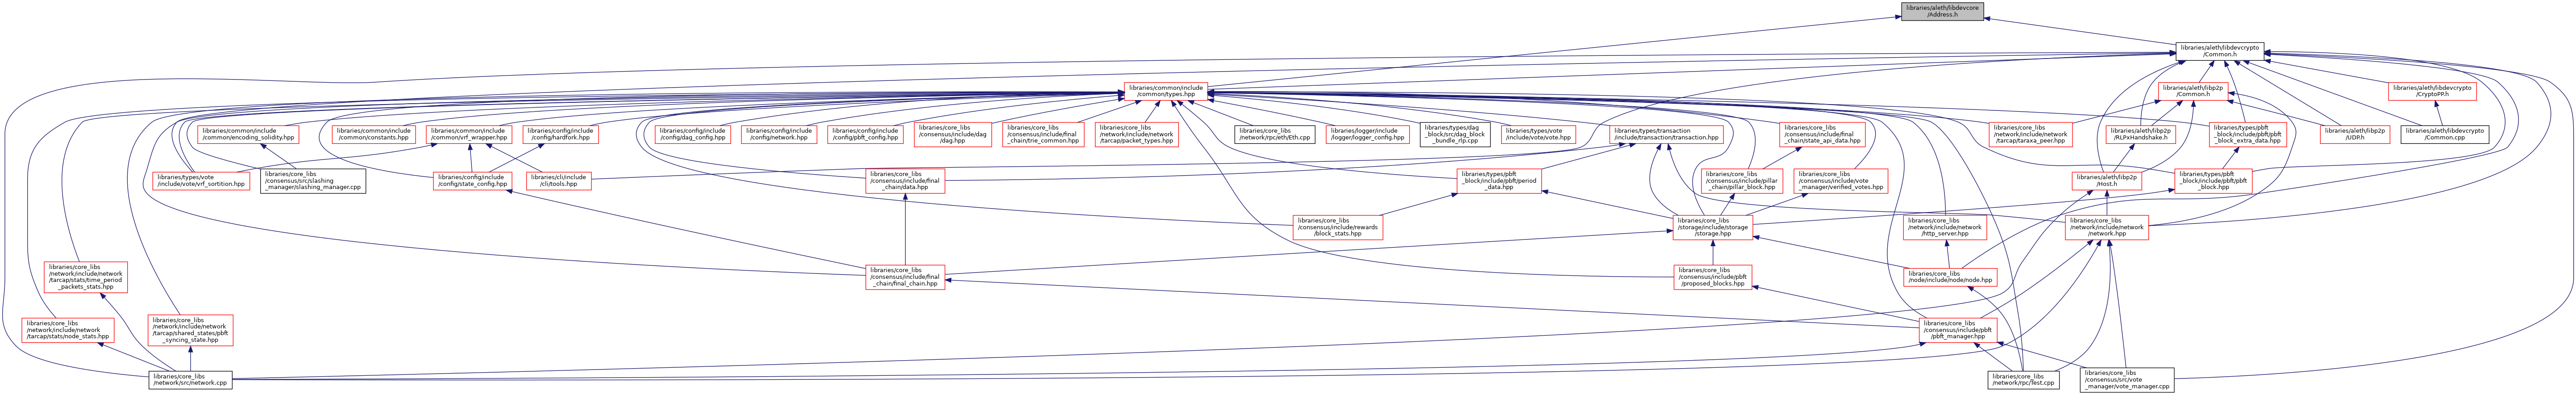 libraries/aleth/libdevcore
/Address.h
libraries/aleth/libdevcrypto
/Common.h
libraries/common/include
/common/types.hpp
libraries/aleth/libp2p
/Common.h
libraries/aleth/libdevcrypto
/CryptoPP.h
libraries/common/include
/common/encoding_solidity.hpp
libraries/common/include
/common/constants.hpp
libraries/common/include
/common/vrf_wrapper.hpp
libraries/config/include
/config/hardfork.hpp
libraries/config/include
/config/dag_config.hpp
libraries/config/include
/config/network.hpp
libraries/config/include
/config/pbft_config.hpp
libraries/core_libs
/consensus/include/dag
/dag.hpp
libraries/core_libs
/consensus/include/final
_chain/trie_common.hpp
libraries/core_libs
/network/include/network
/tarcap/packet_types.hpp
libraries/core_libs
/network/rpc/eth/Eth.cpp
libraries/logger/include
/logger/logger_config.hpp
libraries/types/dag
_block/src/dag_block
_bundle_rlp.cpp
libraries/types/vote
/include/vote/vote.hpp
libraries/types/transaction
/include/transaction/transaction.hpp
libraries/core_libs
/consensus/include/final
_chain/state_api_data.hpp
libraries/core_libs
/network/include/network
/tarcap/taraxa_peer.hpp
libraries/aleth/libp2p
/RLPxHandshake.h
libraries/types/pbft
_block/include/pbft/pbft
_block_extra_data.hpp
libraries/aleth/libp2p
/UDP.h
libraries/aleth/libdevcrypto
/Common.cpp
libraries/types/vote
/include/vote/vrf_sortition.hpp
libraries/core_libs
/consensus/src/slashing
_manager/slashing_manager.cpp
libraries/config/include
/config/state_config.hpp
libraries/cli/include
/cli/tools.hpp
libraries/core_libs
/consensus/include/final
_chain/data.hpp
libraries/types/pbft
_block/include/pbft/period
_data.hpp
libraries/core_libs
/consensus/include/pillar
_chain/pillar_block.hpp
libraries/core_libs
/consensus/include/vote
_manager/verified_votes.hpp
libraries/aleth/libp2p
/Host.h
libraries/types/pbft
_block/include/pbft/pbft
_block.hpp
libraries/core_libs
/consensus/include/rewards
/block_stats.hpp
libraries/core_libs
/storage/include/storage
/storage.hpp
libraries/core_libs
/network/include/network
/http_server.hpp
libraries/core_libs
/network/include/network
/network.hpp
libraries/core_libs
/network/include/network
/tarcap/stats/time_period
_packets_stats.hpp
libraries/core_libs
/consensus/include/final
_chain/final_chain.hpp
libraries/core_libs
/consensus/include/pbft
/proposed_blocks.hpp
libraries/core_libs
/node/include/node/node.hpp
libraries/core_libs
/network/include/network
/tarcap/stats/node_stats.hpp
libraries/core_libs
/network/include/network
/tarcap/shared_states/pbft
_syncing_state.hpp
libraries/core_libs
/consensus/include/pbft
/pbft_manager.hpp
libraries/core_libs
/network/src/network.cpp
libraries/core_libs
/network/rpc/Test.cpp
libraries/core_libs
/consensus/src/vote
_manager/vote_manager.cpp